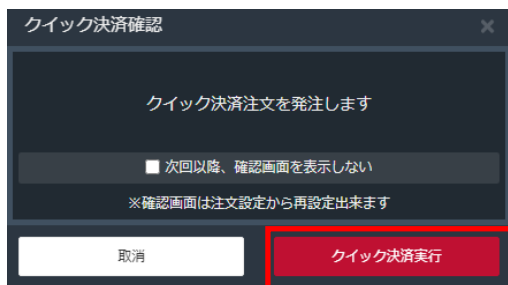 クイック決済確認
クイック決済注文を発注します
次回以降、確認画面を表示しない
※確認画面は注文設定から再設定出来ます
取消
クイック決済実行